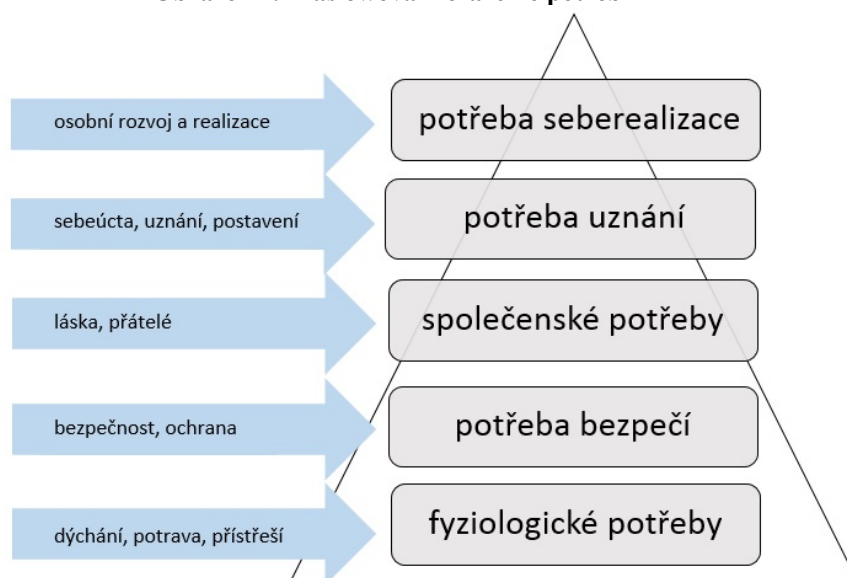 osobní rozvoj a realizace
potřeba seberealizace
sebeúcta, uznání, postavení
potřeba uznání
láska, přátelé
společenské potřeby
bezpečnost, ochrana
potřeba bezpečí
dýchání, potrava, přístřeší
fyziologické potřeby